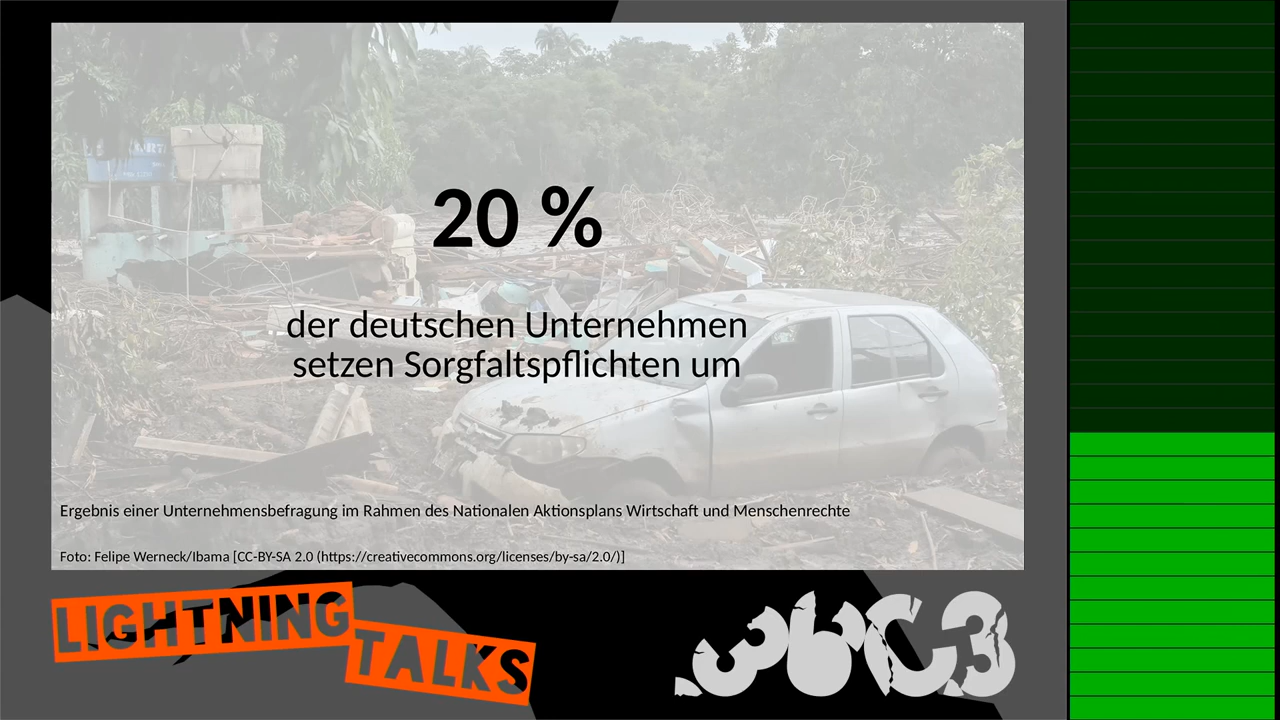 20 %
der deutschen Unternehmen
setzen Sorgfaltspflichten um
Ergebnis einer Unternehmensbefragung im Rahmen des Nationalen Aktionsplans Wirtschaft und Menschenrechte
Foto: Felipe Werneck/Ibama [CC-BY-SA 2.0 (https://creativecommons.org/licenses/by-sa/2.0/)]
LIGHTNING
TALKS
36C3